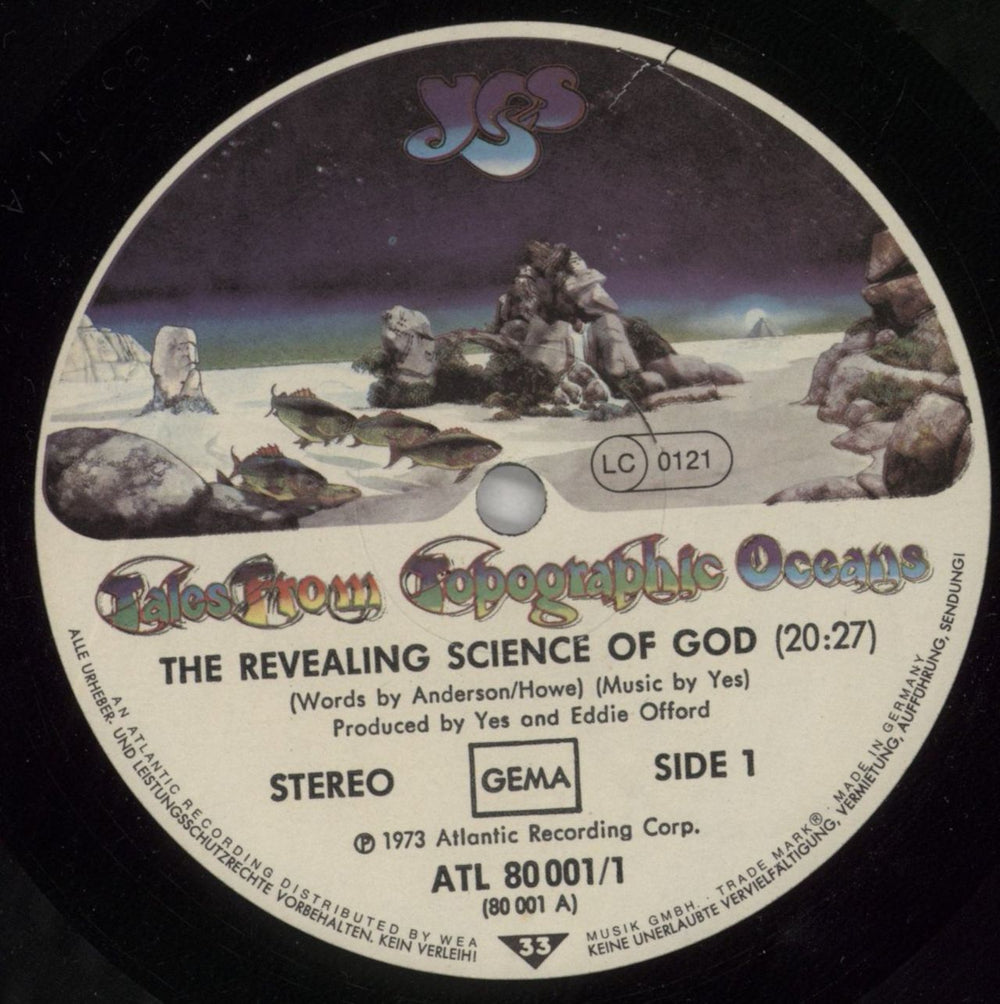 yes
LC 0121
Tales From Topographic Oceans
THE REVEALING SCIENCE OF GOD (20:27)
(Words by Anderson/Howe) (Music by Yes)
Produced by Yes and Eddie Offord
STEREO
GEMA
SIDE 1
Ⓟ 1973 Atlantic Recording Corp.
ATL 80 001/1
(80 001 A)
33
AN ATLANTIC RECORDING DISTRIBUTED BY WEA MUSIK GMBH. . TRADE MARK® . MADE IN GERMANY
ALLE URHEBER- UND LEISTUNGSSCHUTZRECHTE VORBEHALTEN. KEIN VERLEIH! KEINE UNERLAUBTE VERVIELFÄLTIGUNG, VERMIETUNG, AUFFÜHRUNG, SENDUNG!